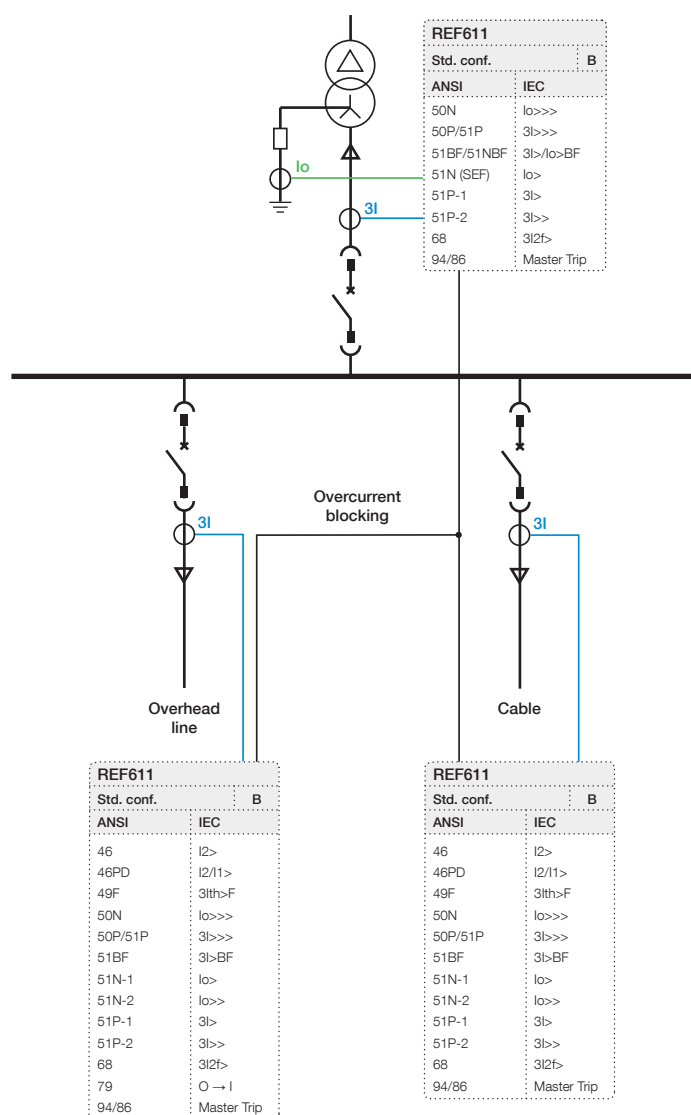 REF611
Std. conf. B
ANSI IEC
50N Io>>>
50P/51P 3I>>>
51BF/51NBF 3I>/Io>BF
51N (SEF) Io>
51P-1 3I>
51P-2 3I>>
68 3I2f>
94/86 Master Trip
Io
3I
Overcurrent
blocking
3I
3I
Overhead
line
Cable
REF611
Std. conf. B
ANSI IEC
46 I2>
46PD I2/I1>
49F 3Ith>F
50N Io>>>
50P/51P 3I>>>
51BF 3I>BF
51N-1 Io>
51N-2 Io>>
51P-1 3I>
51P-2 3I>>
68 3I2f>
79 O → I
94/86 Master Trip
REF611
Std. conf. B
ANSI IEC
46 I2>
46PD I2/I1>
49F 3Ith>F
50N Io>>>
50P/51P 3I>>>
51BF 3I>BF
51N-1 Io>
51N-2 Io>>
51P-1 3I>
51P-2 3I>>
68 3I2f>
94/86 Master Trip